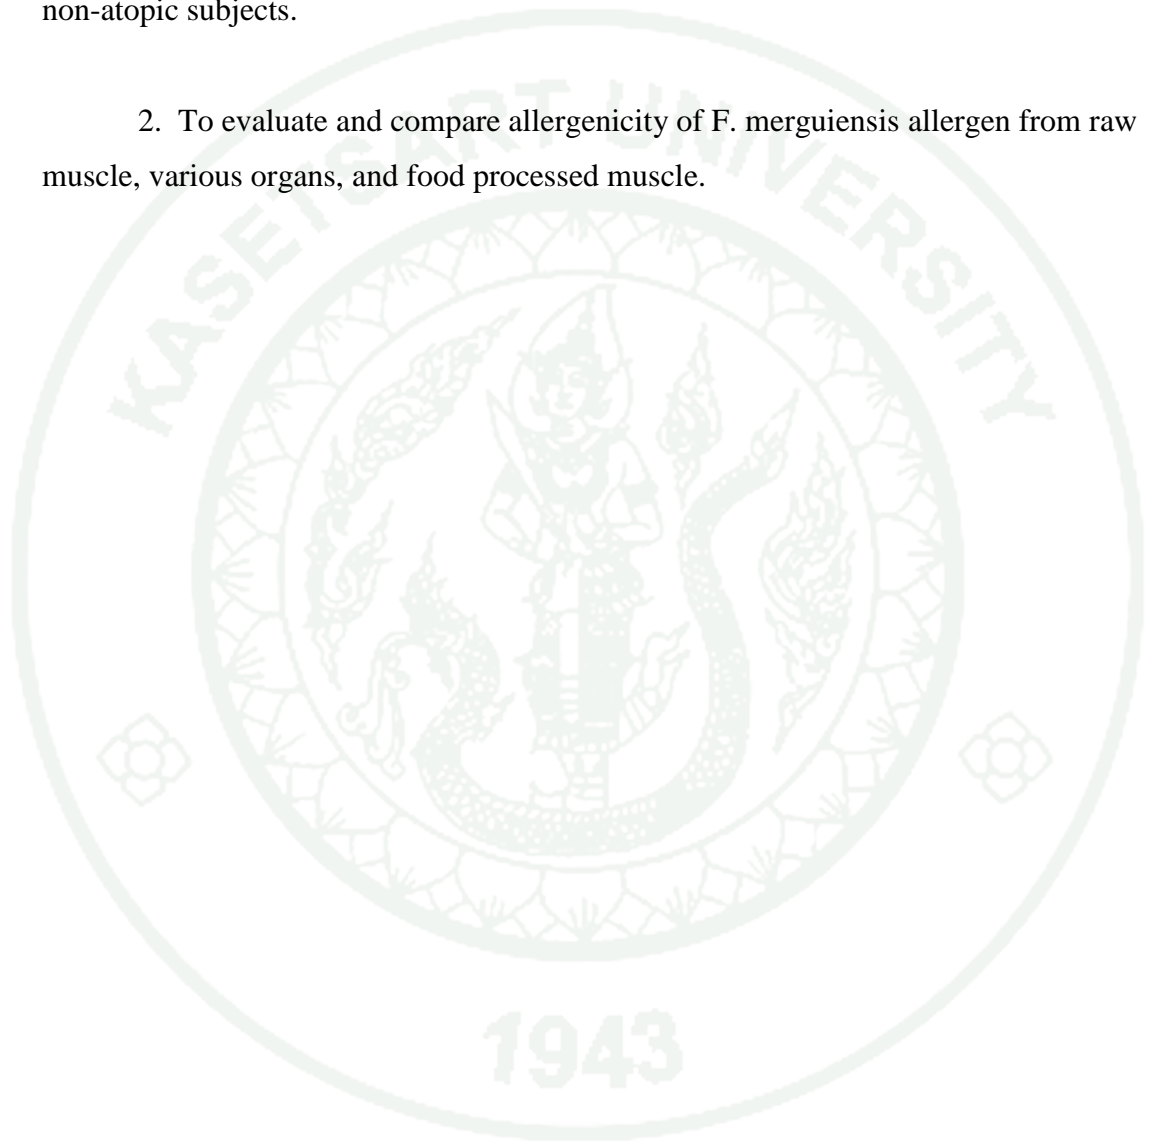 non-atopic subjects.
2. To evaluate and compare allergenicity of F. merguiensis allergen from raw
muscle, various organs, and food processed muscle.
KASETSART UNIVERSITY
1943